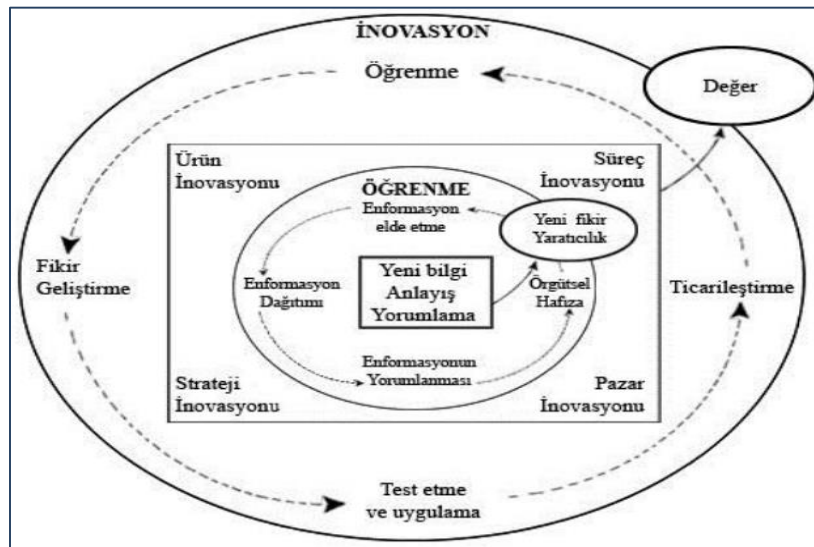 İNOVASYON
Öğrenme
Değer
Ürün
İnovasyonu
Süreç
İnovasyonu
ÖĞRENME
Enformasyon
elde etme
Yeni fikir
Yaratıcılık
Fikir
Geliştirme
Enformasyon
Dağıtımı
Yeni bilgi
Anlayış
Yorumlama
Örgütsel
Hafıza
Ticarileştirme
Enformasyonun
Yorumlanması
Strateji
İnovasyonu
Pazar
İnovasyonu
Test etme
ve uygulama